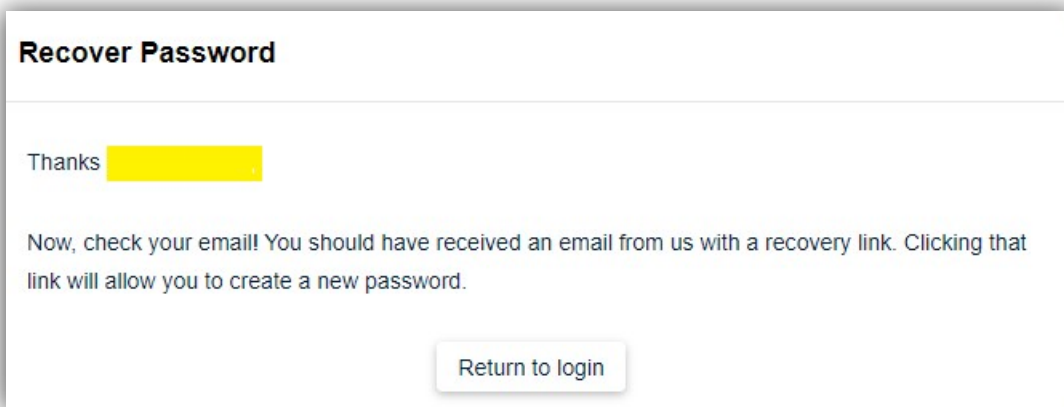 Recover Password
Thanks
Now, check your email! You should have received an email from us with a recovery link. Clicking that
link will allow you to create a new password.
Return to login